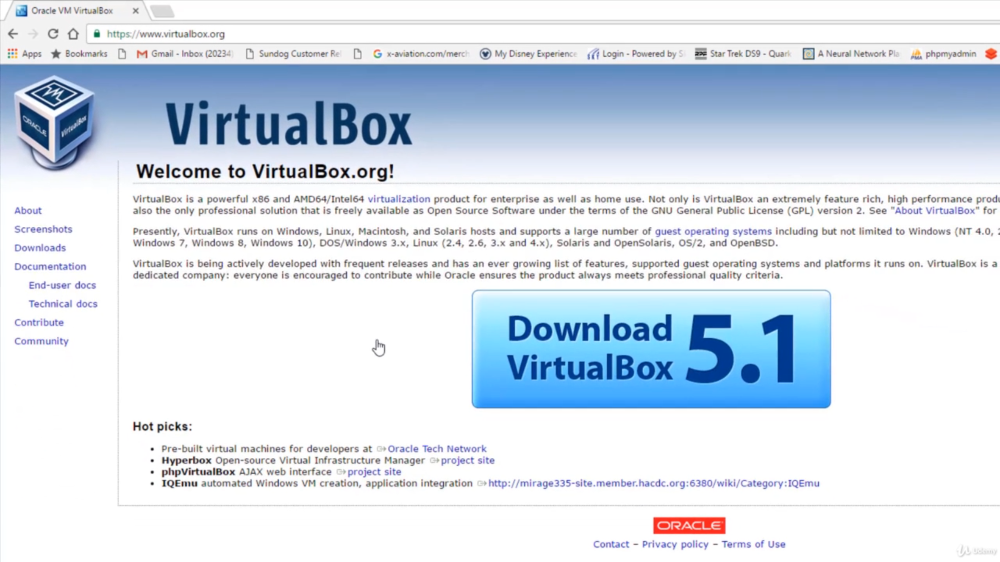 Oracle VM VirtualBox
https://www.virtualbox.org
Apps Bookmarks Gmail - Inbox (20234) Sundog Customer Rel x-aviation.com/merch My Disney Experience Login - Powered by S Star Trek DS9 - Quark A Neural Network Pla phpmyadmin
ORACLE VirtualBox
VirtualBox
Welcome to VirtualBox.org!
About
Screenshots
Downloads
Documentation
End-user docs
Technical docs
Contribute
Community
VirtualBox is a powerful x86 and AMD64/Intel64 virtualization product for enterprise as well as home use. Not only is VirtualBox an extremely feature rich, high performance produ
also the only professional solution that is freely available as Open Source Software under the terms of the GNU General Public License (GPL) version 2. See "About VirtualBox" for
Presently, VirtualBox runs on Windows, Linux, Macintosh, and Solaris hosts and supports a large number of guest operating systems including but not limited to Windows (NT 4.0, 2
Windows 7, Windows 8, Windows 10), DOS/Windows 3.x, Linux (2.4, 2.6, 3.x and 4.x), Solaris and OpenSolaris, OS/2, and OpenBSD.
VirtualBox is being actively developed with frequent releases and has an ever growing list of features, supported guest operating systems and platforms it runs on. VirtualBox is a
dedicated company: everyone is encouraged to contribute while Oracle ensures the product always meets professional quality criteria.
Download
VirtualBox 5.1
Hot picks:
• Pre-built virtual machines for developers at Oracle Tech Network
• Hyperbox Open-source Virtual Infrastructure Manager project site
• phpVirtualBox AJAX web interface project site
• IQEmu automated Windows VM creation, application integration http://mirage335-site.member.hacdc.org:6380/wiki/Category:IQEmu
ORACLE
Contact – Privacy policy – Terms of Use
Udemy